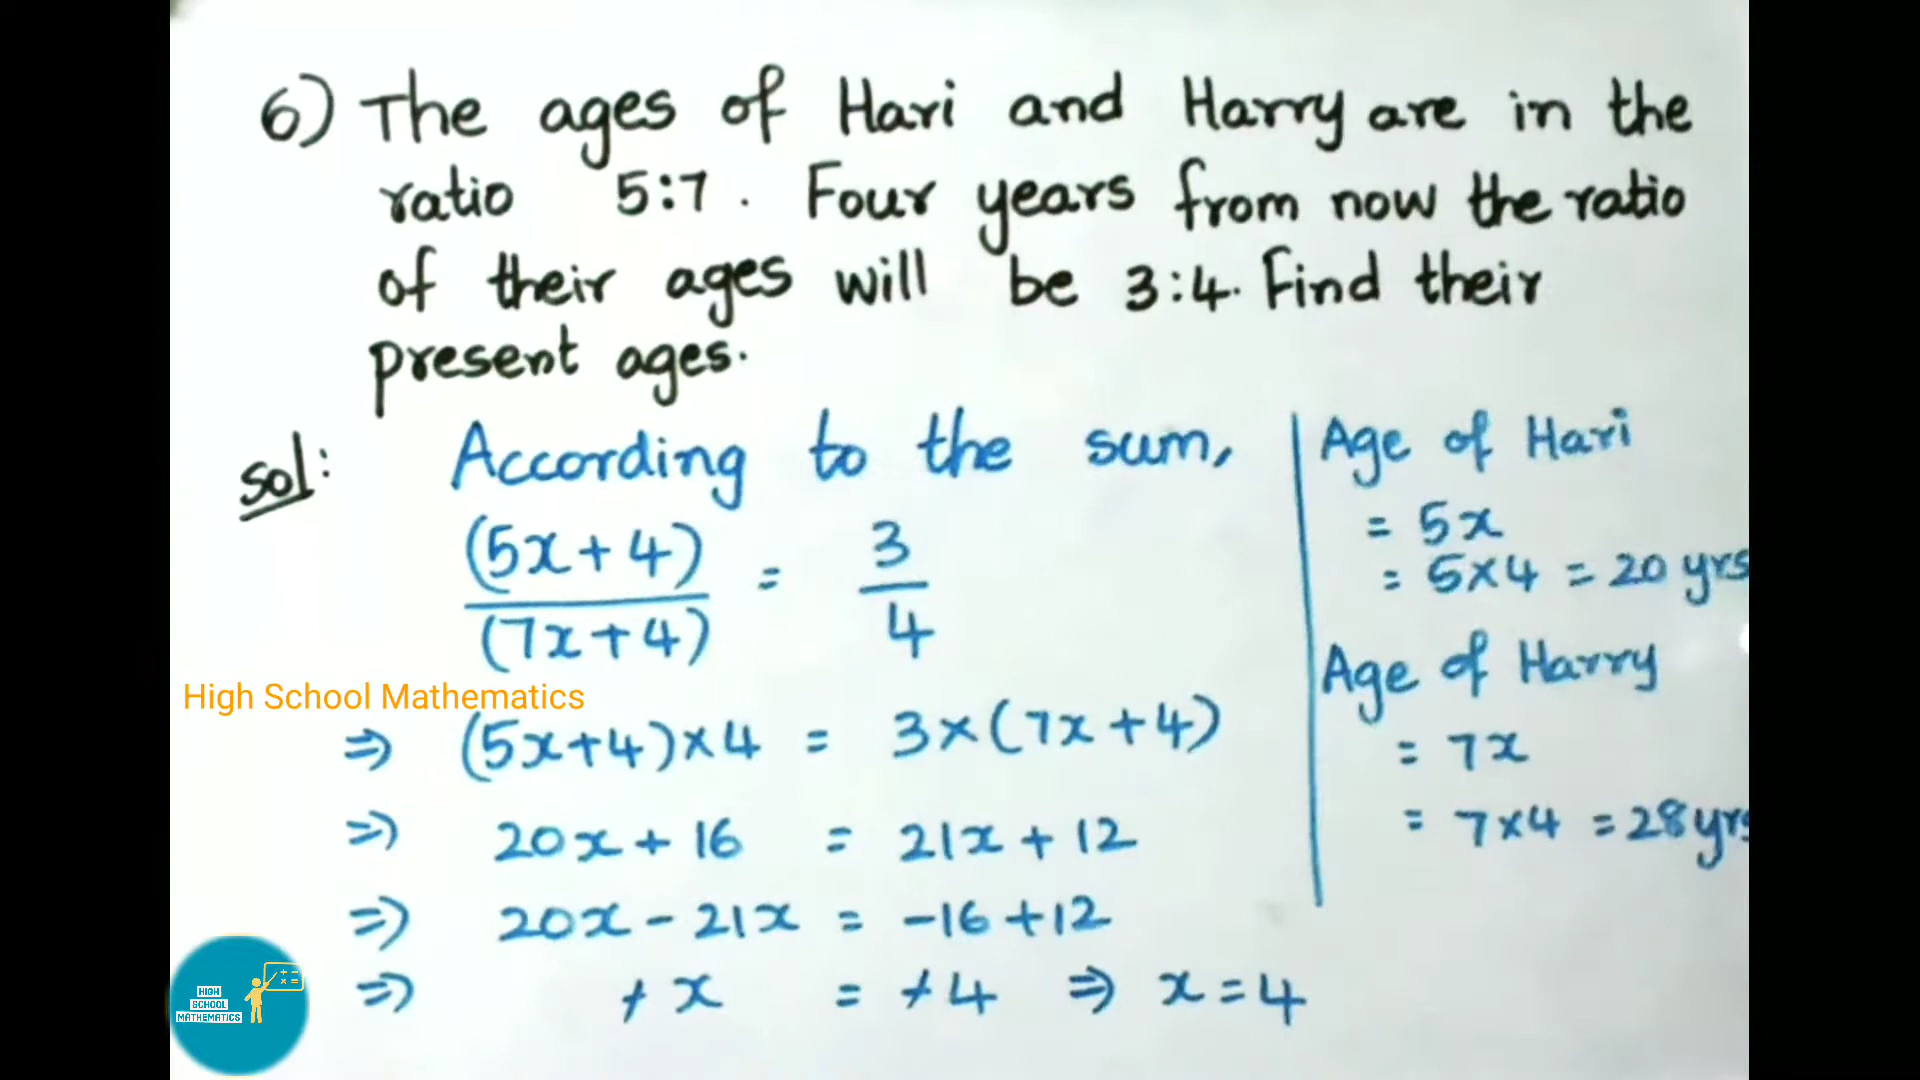 6) The ages of Hari and Harry are in the
ratio 5:7. Four years from now the ratio
of their ages will be 3:4. Find their
present ages.
Sol: According to the sum,
(5x+4)/(7x+4) = 3/4
⇒ (5x+4)×4 = 3×(7x+4)
⇒ 20x+16 = 21x+12
⇒ 20x-21x = -16+12
⇒ -x = -4 ⇒ x=4
Age of Hari
= 5x
= 5×4 = 20 yrs
Age of Harry
= 7x
= 7×4 = 28 yrs
High School Mathematics
HIGH
SCHOOL
MATHEMATICS